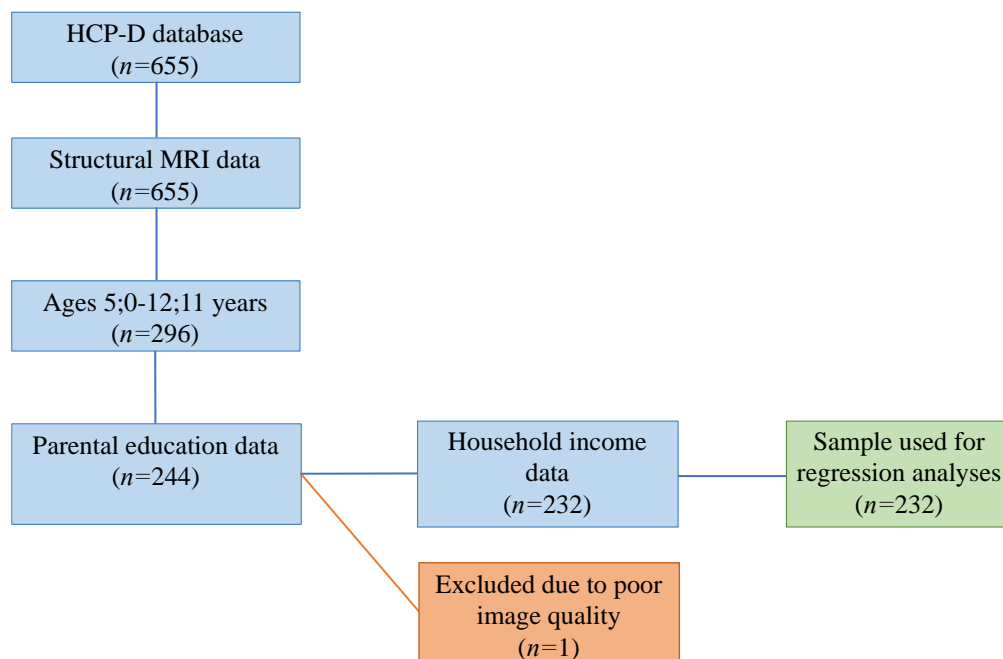 HCP-D database
(n=655)
Structural MRI data
(n=655)
Ages 5;0-12;11 years
(n=296)
Parental education data
(n=244)
Household income
data
(n=232)
Sample used for
regression analyses
(n=232)
Excluded due to poor
image quality
(n=1)